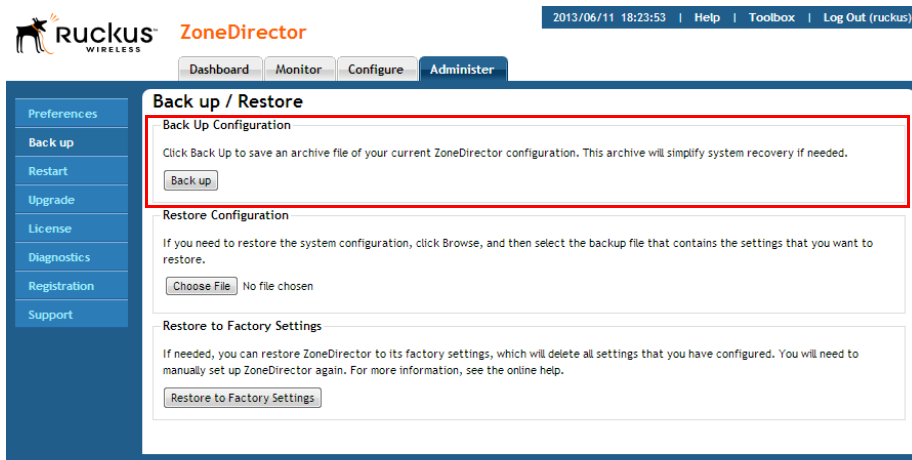 2013/06/11 18:23:53 | Help | Toolbox | Log Out (ruckus)
RUCKUS™ ZoneDirector
WIRELESS
Dashboard Monitor Configure Administer
Preferences
Back up
Restart
Upgrade
License
Diagnostics
Registration
Support
Back up / Restore
Back Up Configuration
Click Back Up to save an archive file of your current ZoneDirector configuration. This archive will simplify system recovery if needed.
Back up
Restore Configuration
If you need to restore the system configuration, click Browse, and then select the backup file that contains the settings that you want to
restore.
Choose File No file chosen
Restore to Factory Settings
If needed, you can restore ZoneDirector to its factory settings, which will delete all settings that you have configured. You will need to
manually set up ZoneDirector again. For more information, see the online help.
Restore to Factory Settings